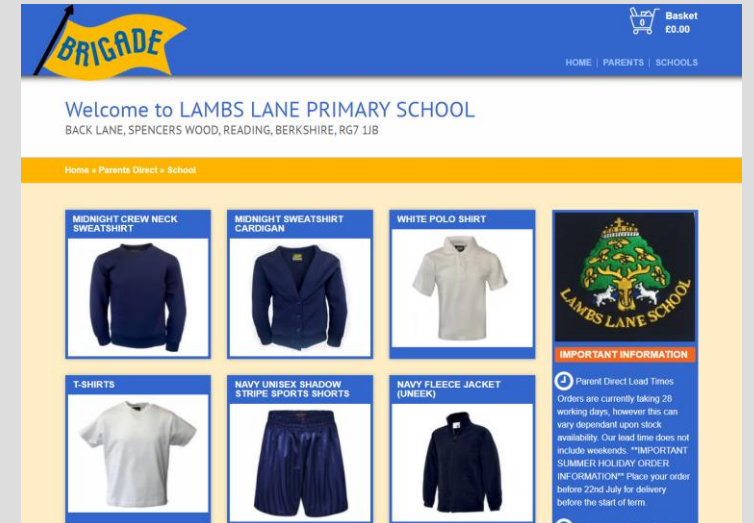 BRIGADE
0
Basket
£0.00
HOME | PARENTS | SCHOOLS
Welcome to LAMBS LANE PRIMARY SCHOOL
BACK LANE, SPENCERS WOOD, READING, BERKSHIRE, RG7 1JB
Home » Parents Direct » School
MIDNIGHT CREW NECK
SWEATSHIRT
MIDNIGHT SWEATSHIRT
CARDIGAN
WHITE POLO SHIRT
LAMBS LANE SCHOOL
IMPORTANT INFORMATION
T-SHIRTS
NAVY UNISEX SHADOW
STRIPE SPORTS SHORTS
NAVY FLEECE JACKET
(UNEEK)
Parent Direct Lead Times
Orders are currently taking 28
working days, however this can
vary dependant upon stock
availability. Our lead time does not
include weekends. **IMPORTANT
SUMMER HOLIDAY ORDER
INFORMATION** Place your order
before 22nd July for delivery
before the start of term.